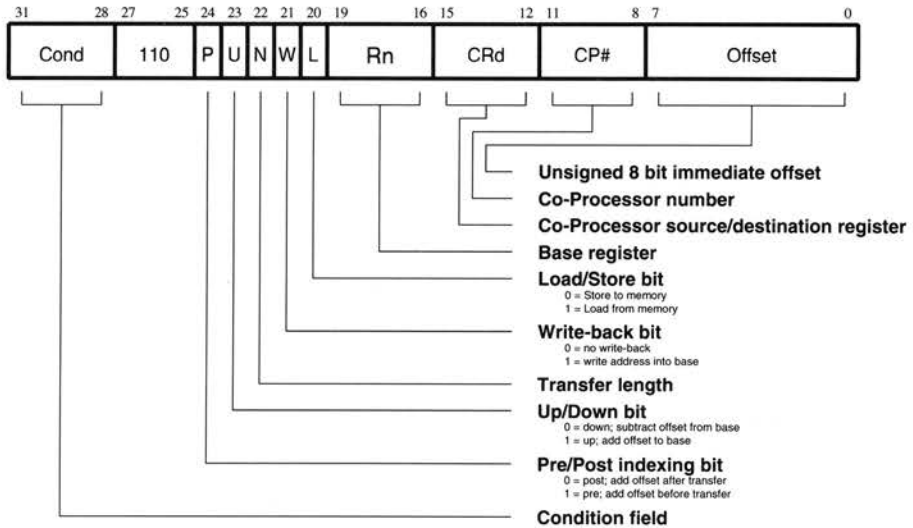 31 28 27 25 24 23 22 21 20 19 16 15 12 11 8 7 0
Cond 110 P U N W L Rn CRd CP# Offset
Unsigned 8 bit immediate offset
Co-Processor number
Co-Processor source/destination register
Base register
Load/Store bit
0 = Store to memory
1 = Load from memory
Write-back bit
0 = no write-back
1 = write address into base
Transfer length
Up/Down bit
0 = down; subtract offset from base
1 = up; add offset to base
Pre/Post indexing bit
0 = post; add offset after transfer
1 = pre; add offset before transfer
Condition field